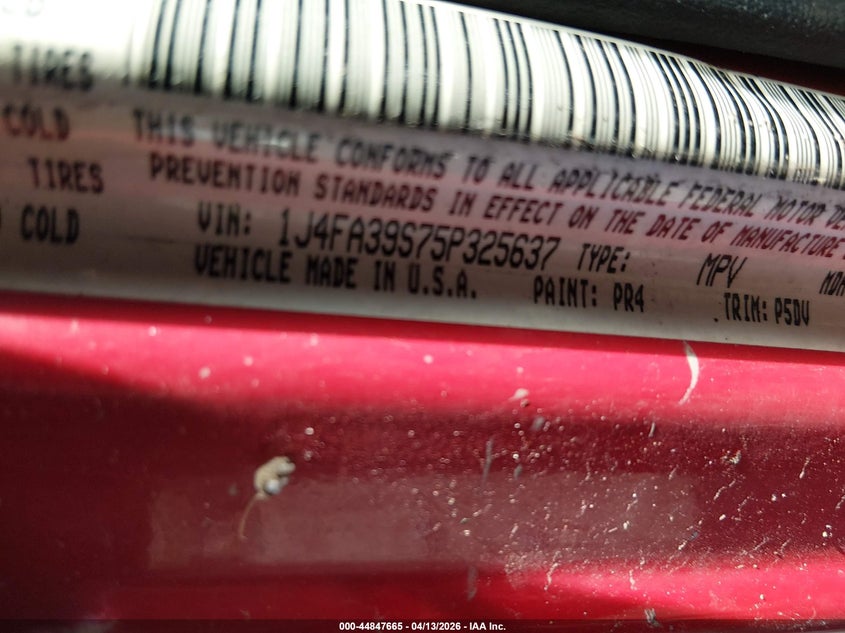 TIRES
COLD THIS VEHICLE CONFORMS TO ALL APPLICABLE FEDERAL MOTOR
TIRES PREVENTION STANDARDS IN EFFECT ON THE DATE OF MANUFACTURE
COLD VIN: 1J4FA39S75P325637 TYPE: MPV
VEHICLE MADE IN U.S.A. PAINT: PR4 TRIM: P5DV
000-44847665 - 04/13/2026 - IAA Inc.